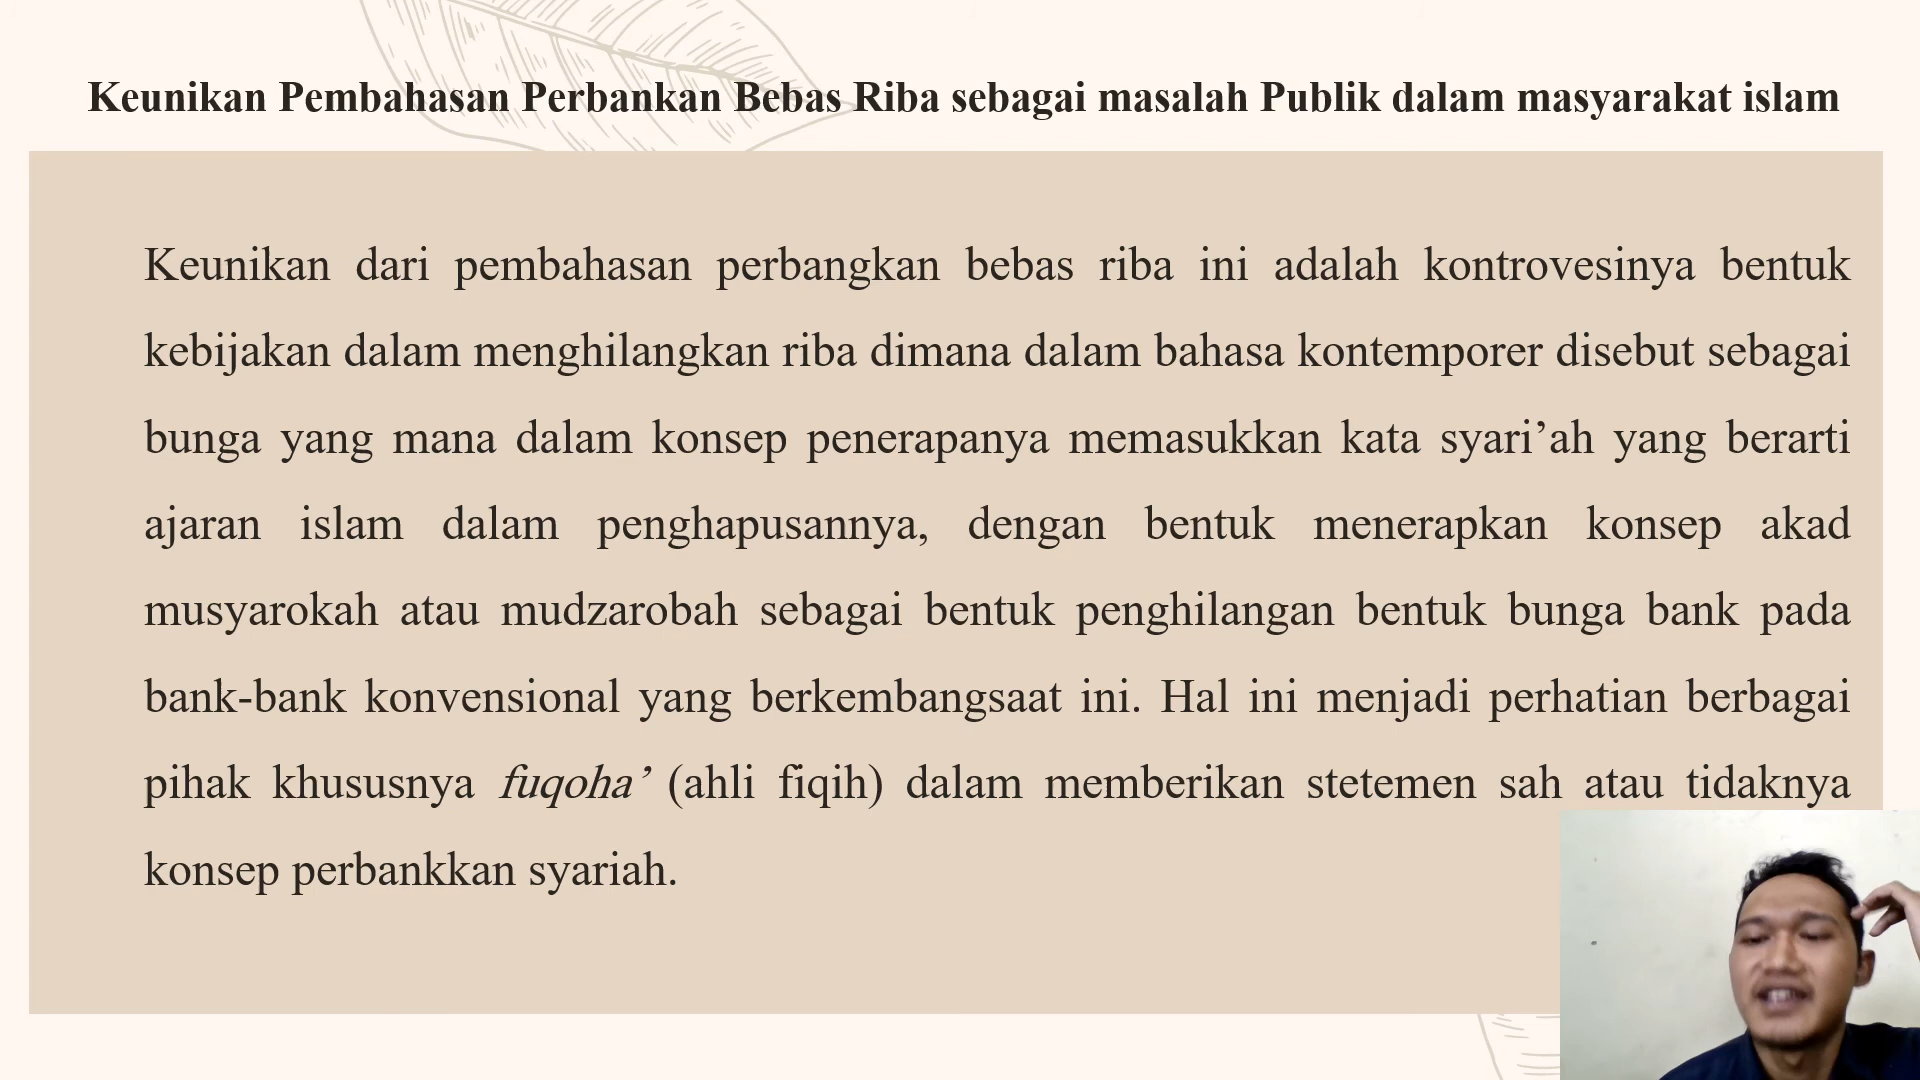 Keunikan Pembahasan Perbankan Bebas Riba sebagai masalah Publik dalam masyarakat islam
Keunikan dari pembahasan perbangkan bebas riba ini adalah kontrovesinya bentuk
kebijakan dalam menghilangkan riba dimana dalam bahasa kontemporer disebut sebagai
bunga yang mana dalam konsep penerapanya memasukkan kata syari’ah yang berarti
ajaran islam dalam penghapusannya, dengan bentuk menerapkan konsep akad
musyarokah atau mudzarobah sebagai bentuk penghilangan bentuk bunga bank pada
bank-bank konvensional yang berkembangsaat ini. Hal ini menjadi perhatian berbagai
pihak khususnya fuqoha’ (ahli fiqih) dalam memberikan stetemen sah atau tidaknya
konsep perbankkan syariah.